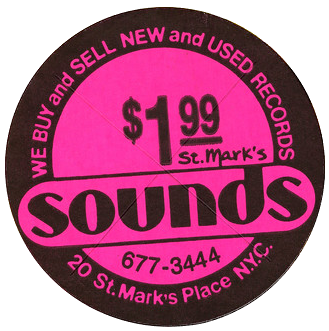 WE BUY and SELL NEW and USED RECORDS
$1.99
St. Mark's
sounds
677-3444
20 St. Mark's Place N.Y.C.